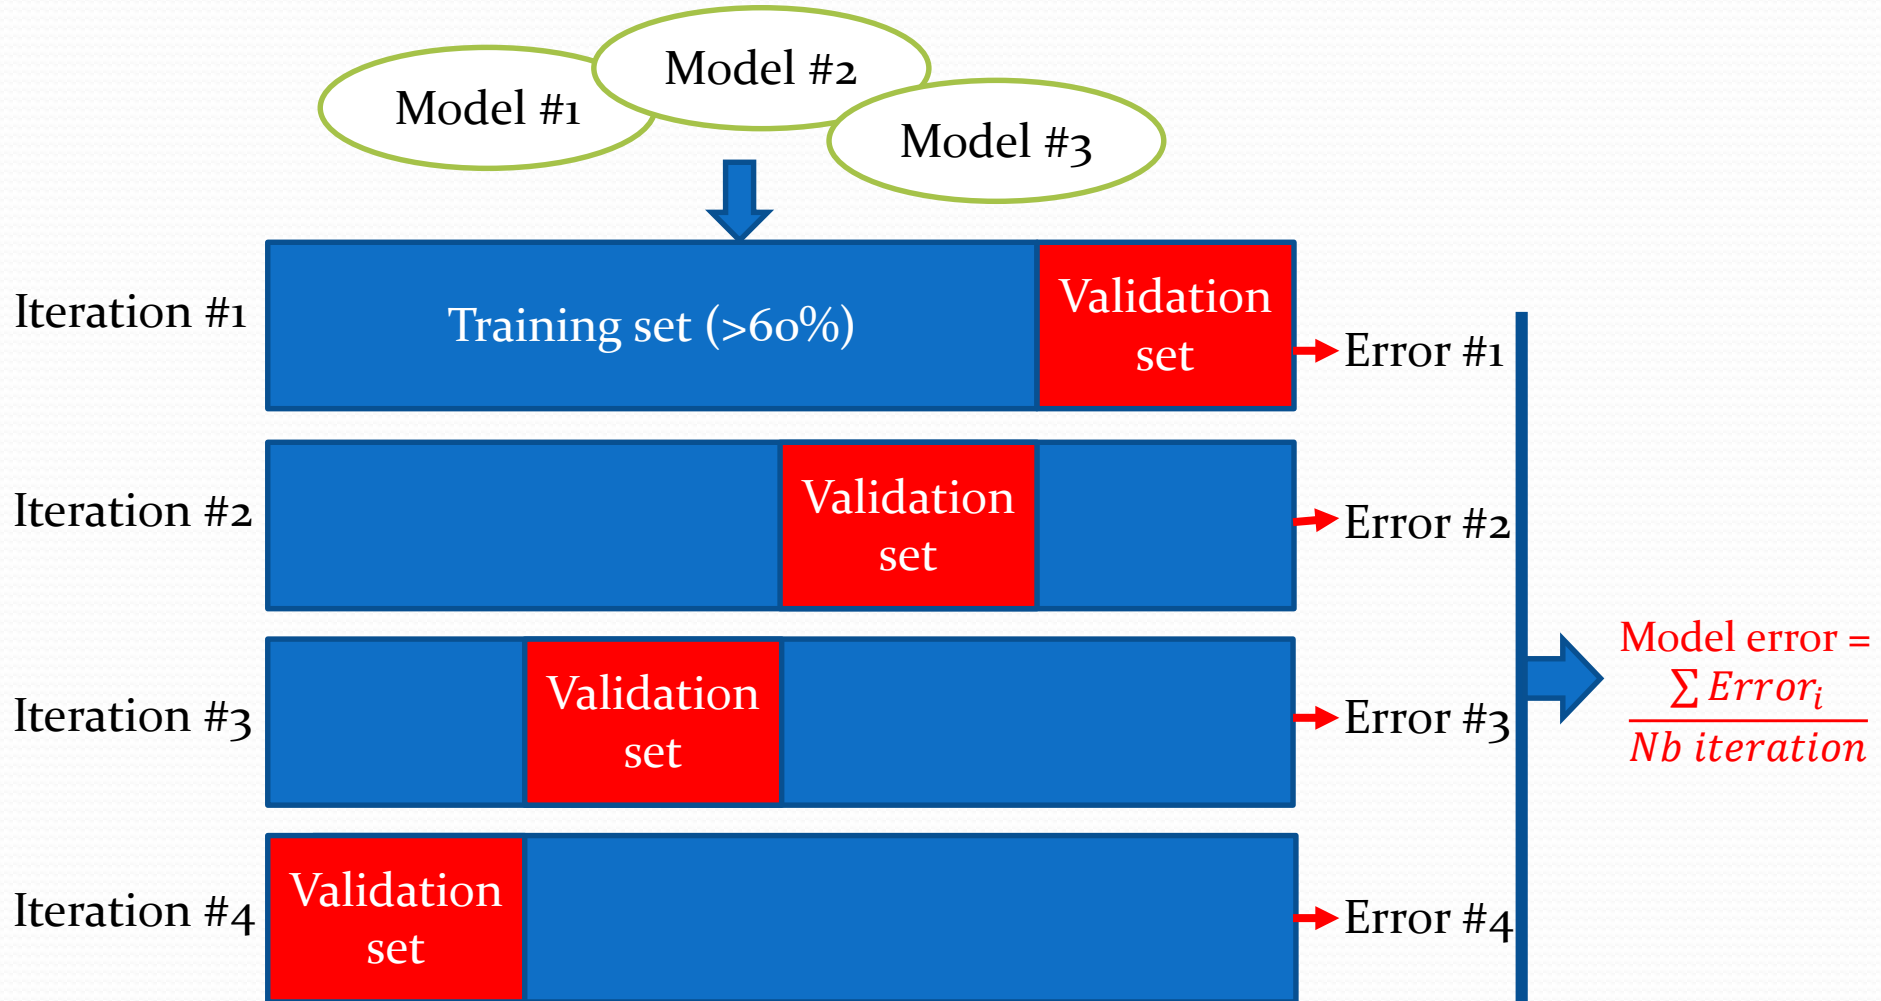 Model #1
Model #2
Model #3
Iteration #1
Training set (>60%)
Validation
set
Error #1
Iteration #2
Validation
set
Error #2
Iteration #3
Validation
set
Error #3
Iteration #4
Validation
set
Error #4
Model error =
∑ Errorᵢ
Nb iteration